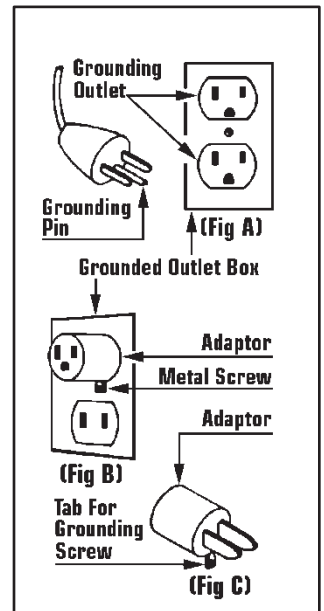 Grounding
Outlet
Grounding
Pin
(Fig A)
Grounded Outlet Box
Adaptor
Metal Screw
Adaptor
(Fig B)
Tab For
Grounding
Screw
(Fig C)